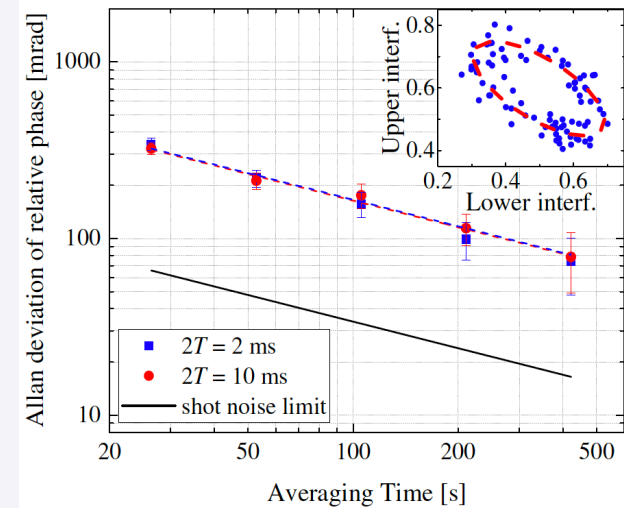 Allan deviation of relative phase [mrad]
1000
100
10
20
50
100
200
500
Averaging Time [s]
2T = 2 ms
2T = 10 ms
shot noise limit
Upper interf.
0.8
0.6
0.4
0.2
0.4
0.6
Lower interf.